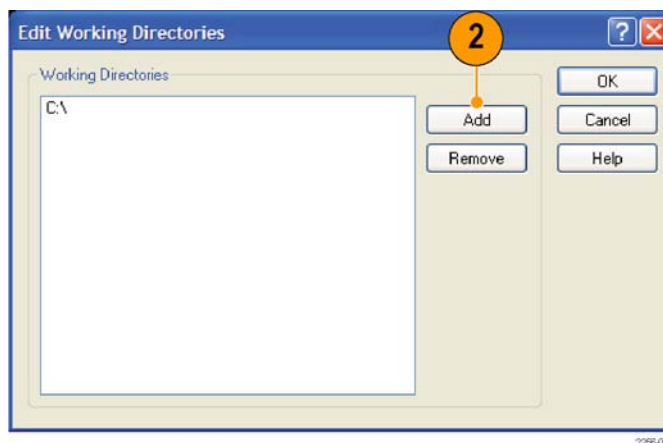 Edit Working Directories
2
?
X
Working Directories
C:\
Add
Remove
OK
Cancel
Help